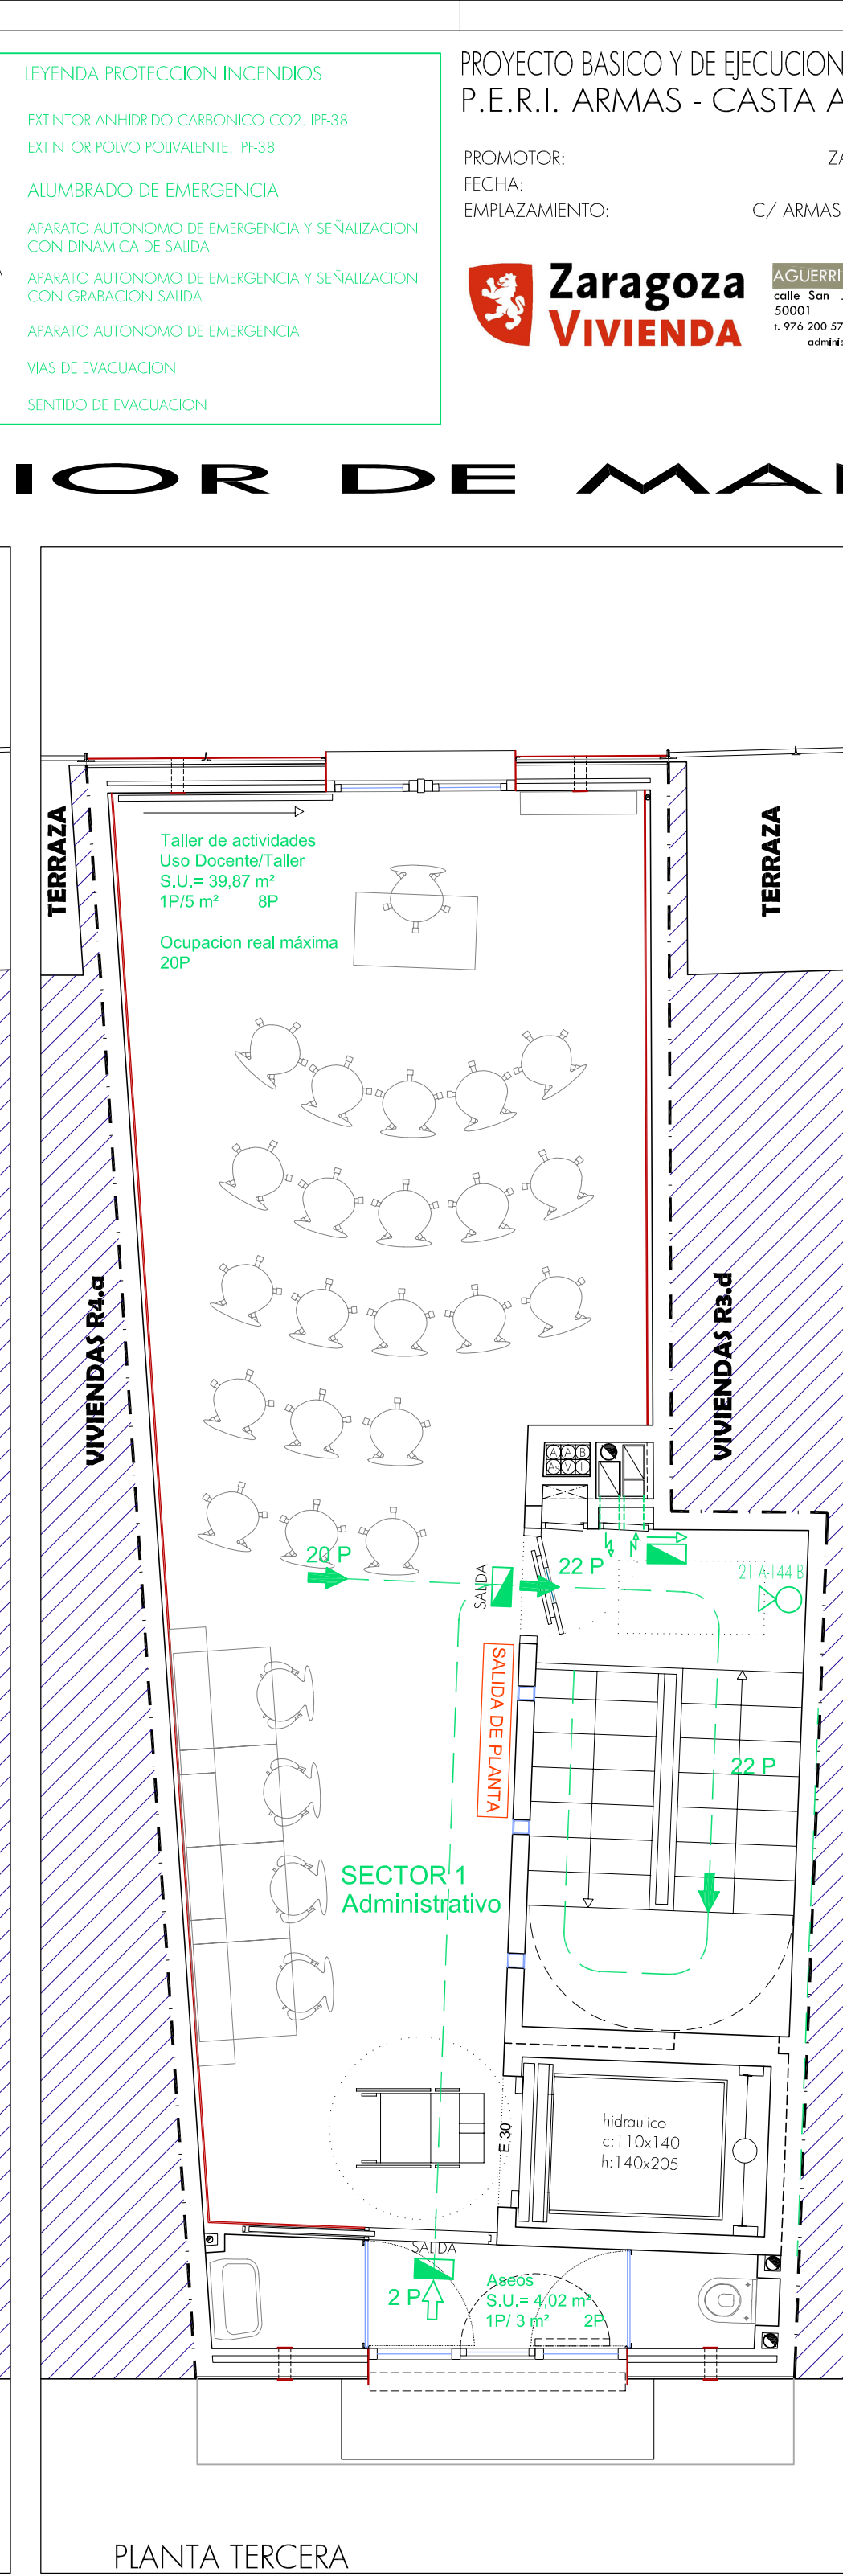 LEYENDA PROTECCION INCENDIOS
EXTINTOR ANHIDRIDO CARBONICO CO2. IPF-38
EXTINTOR POLVO POLIVALENTE. IPF-38
ALUMBRADO DE EMERGENCIA
APARATO AUTONOMO DE EMERGENCIA Y SEÑALIZACION
CON DINAMICA DE SALIDA
APARATO AUTONOMO DE EMERGENCIA Y SEÑALIZACION
CON GRABACION SALIDA
APARATO AUTONOMO DE EMERGENCIA
VIAS DE EVACUACION
SENTIDO DE EVACUACION
PROYECTO BASICO Y DE EJECUCION
P.E.R.I. ARMAS - CASTA A
PROMOTOR: ZA
FECHA:
EMPLAZAMIENTO: C/ ARMAS
Zaragoza
VIVIENDA
AGUERRI
calle San
50001
t. 976 200 57
adminis
IOR DE MA
TERRAZA
TERRAZA
Taller de actividades
Uso Docente/Taller
S.U.= 39,87 m²
1P/5 m² 8P
Ocupacion real máxima
20P
VIVIENDAS R4.a
VIVIENDAS R3.d
A A B
As V L
20 P
SALIDA
22 P
21 A-144 B
SALIDA DE PLANTA
22 P
SECTOR 1
Administrativo
E.30
hidraulico
c:110x140
h:140x205
SALIDA
2 P
Aseos
S.U.= 4,02 m²
1P/ 3 m² 2P
PLANTA TERCERA